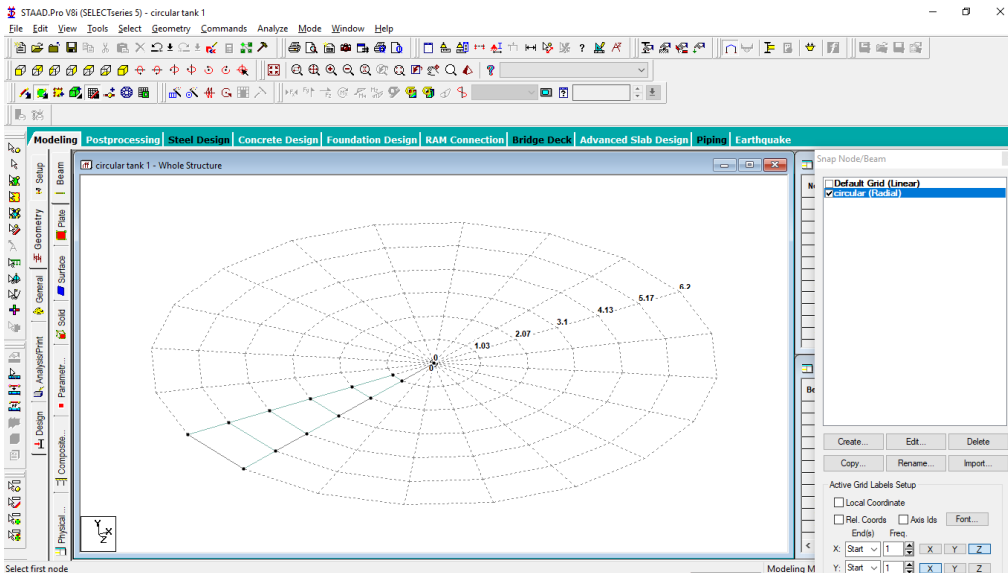 STAAD.Pro V8i (SELECTseries 5) - circular tank 1
File Edit View Tools Select Geometry Commands Analyze Mode Window Help
Modeling Postprocessing Steel Design Concrete Design Foundation Design RAM Connection Bridge Deck Advanced Slab Design Piping Earthquake
Setup
Geometry
General
Analysis/Print
Design
Beam
Plate
Surface
Solid
Parametr...
Composite...
Physical ...
circular tank 1 - Whole Structure
6.2
5.17
4.13
3.1
2.07
1.03
0
0
Y
X
Z
Snap Node/Beam
Default Grid (Linear)
circular (Radial)
Create... Edit... Delete
Copy... Rename... Import...
Active Grid Labels Setup
Local Coordinate
Rel. Coords Axis Ids Font...
End(s) Freq.
X: Start 1 X Y Z
Y: Start 1 X Y Z
Select first node
Modeling M